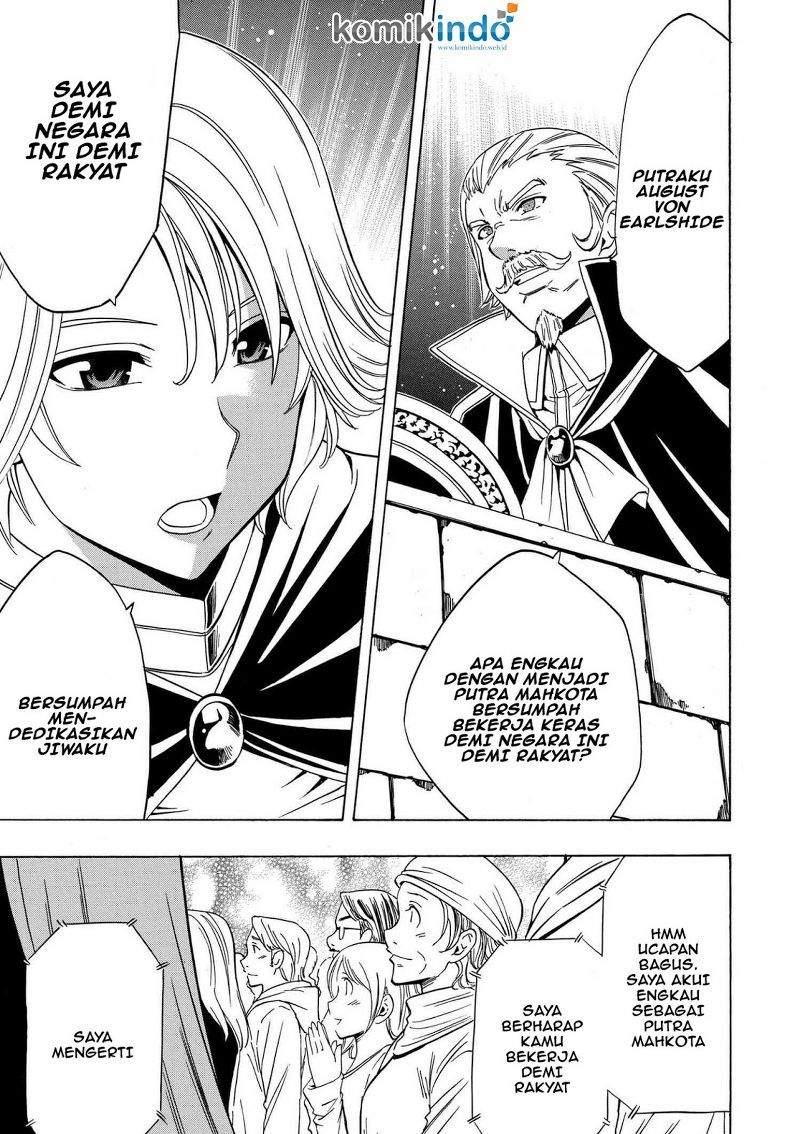 komikindo
www.komikindo.web.id
PUTRAKU
AUGUST
VON
EARLSHIDE
APA ENGKAU
DENGAN MENJADI
PUTRA MAHKOTA
BERSUMPAH
BEKERJA KERAS
DEMI NEGARA INI
DEMI RAKYAT?
SAYA
DEMI
NEGARA
INI DEMI
RAKYAT
BERSUMPAH
MEN-
DEDIKASIKAN
JIWAKU
HMM
UCAPAN
BAGUS.
SAYA AKUI
ENGKAU
SEBAGAI
PUTRA
MAHKOTA
SAYA
BERHARAP
KAMU
BEKERJA
DEMI
RAKYAT
SAYA
MENGERTI